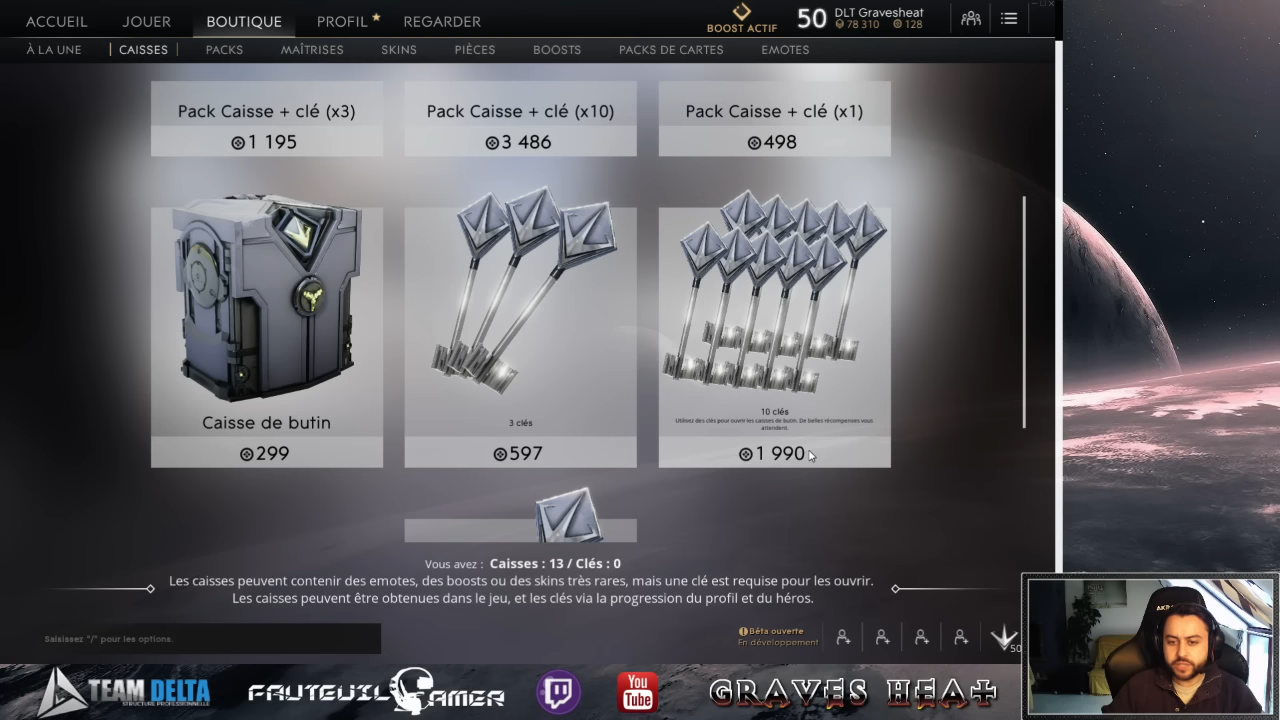 ACCUEIL JOUER BOUTIQUE PROFIL REGARDER
BOOST ACTIF
50 DLT Gravesheat
78 310 128
À LA UNE CAISSES PACKS MAÎTRISES SKINS PIÈCES BOOSTS PACKS DE CARTES EMOTES
Pack Caisse + clé (x3) Pack Caisse + clé (x10) Pack Caisse + clé (x1)
1 195 3 486 498
Caisse de butin 3 clés 10 clés
Utilisez des clés pour ouvrir les caisses de butin. De belles récompenses vous
attendent.
299 597 1 990
Vous avez : Caisses : 13 / Clés : 0
Les caisses peuvent contenir des emotes, des boosts ou des skins très rares, mais une clé est requise pour les ouvrir.
Les caisses peuvent être obtenues dans le jeu, et les clés via la progression du profil et du héros.
Saisissez "/" pour les options.
Bêta ouverte
En développement
50
TEAM DELTA
STRUCTURE PROFESSIONNELLE
FAUTEUIL GAMER
You
Tube
GRAVES HEAT